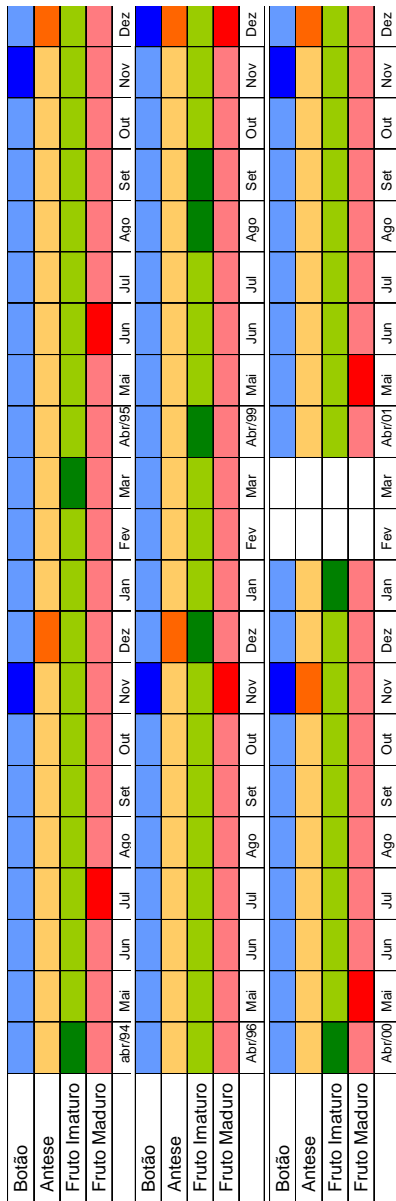 Botão
Antese
Fruto Imaturo
Fruto Maduro
abr/94 Mai Jun Jul Ago Set Out Nov Dez Jan Fev Mar Abr/95 Mai Jun Jul Ago Set Out Nov Dez
Botão
Antese
Fruto Imaturo
Fruto Maduro
Abr/96 Mai Jun Jul Ago Set Out Nov Dez Jan Fev Mar Abr/99 Mai Jun Jul Ago Set Out Nov Dez
Botão
Antese
Fruto Imaturo
Fruto Maduro
Abr/00 Mai Jun Jul Ago Set Out Nov Dez Jan Fev Mar Abr/01 Mai Jun Jul Ago Set Out Nov Dez